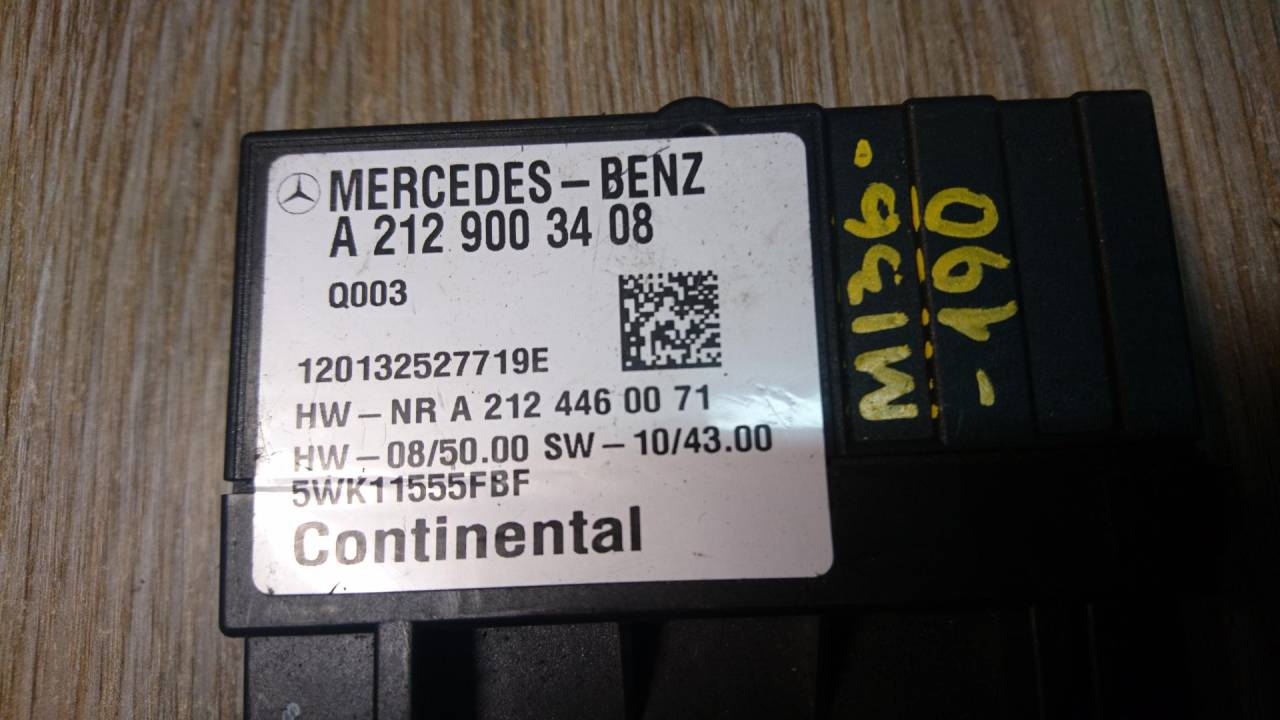 MERCEDES-BENZ
A 212 900 34 08
Q003
120132527719E
HW-NR A 212 446 00 71
HW-08/50.00 SW-10/43.00
5WK11555FBF
Continental
M136-
-190